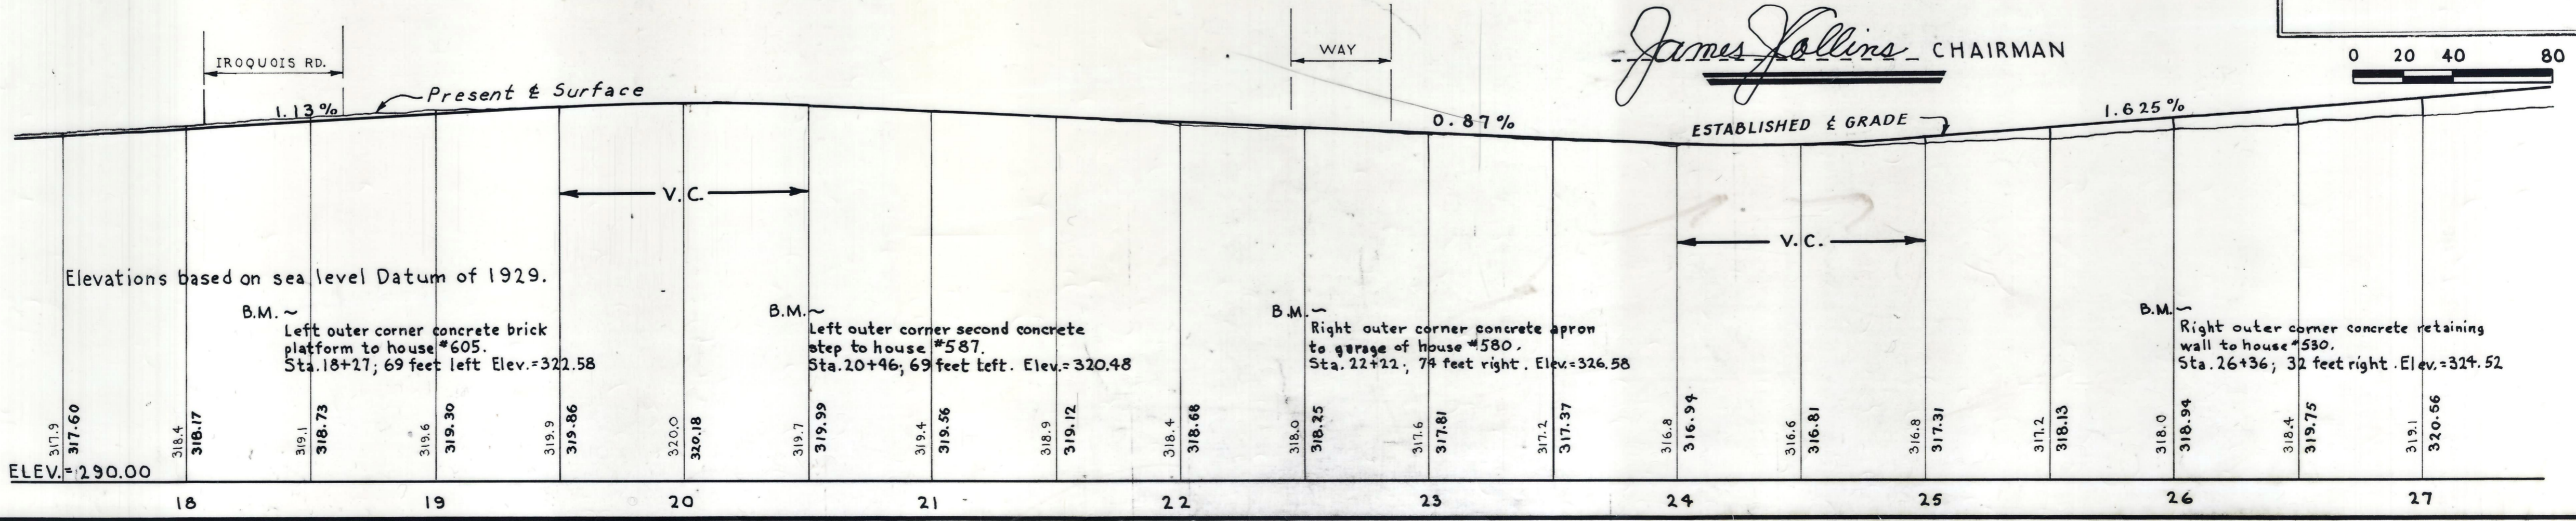 James Hollins CHAIRMAN
0 20 40 80
IROQUOIS RD.
WAY
Present ℄ Surface
1.13%
0.87%
ESTABLISHED ℄ GRADE
1.625%
V.C.
V.C.
Elevations based on sea level Datum of 1929.
B.M. ~
Left outer corner concrete brick
platform to house #605.
Sta.18+27; 69 feet left Elev.=322.58
B.M. ~
Left outer corner second concrete
step to house #587.
Sta.20+46; 69 feet left. Elev.=320.48
B.M. ~
Right outer corner concrete apron
to garage of house #580.
Sta. 22+22; 74 feet right. Elev.=326.58
B.M. ~
Right outer corner concrete retaining
wall to house #530.
Sta. 26+36; 32 feet right. Elev.=324.52
317.9 317.60
318.4 318.17
319.1 318.73
319.6 319.30
319.9 319.86
320.0 320.18
319.7 319.99
319.4 319.56
318.9 319.12
318.4 318.68
318.0 318.25
317.6 317.81
317.2 317.37
316.8 316.94
316.6 316.81
316.8 317.31
317.2 318.13
318.0 318.94
318.4 319.75
319.1 320.56
ELEV.=290.00
18 19 20 21 22 23 24 25 26 27